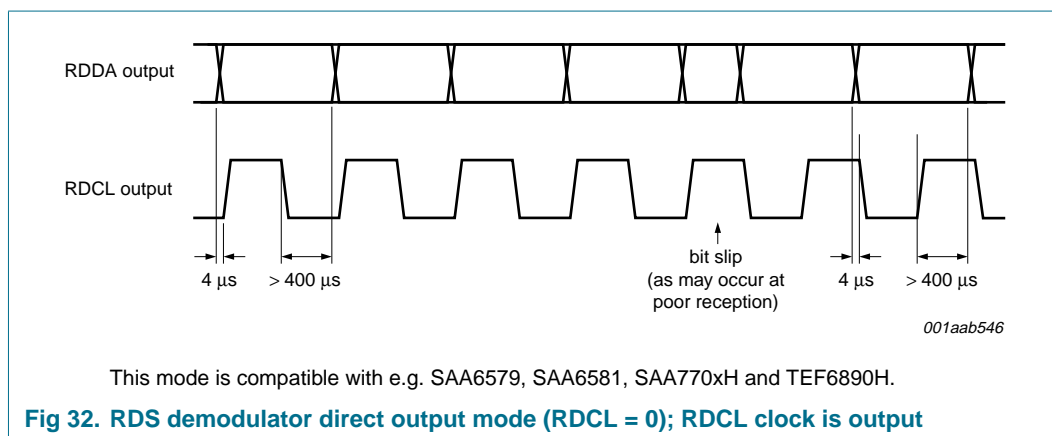 RDDA output
RDCL output
4 μs
> 400 μs
bit slip
(as may occur at
poor reception)
4 μs
> 400 μs
001aab546
This mode is compatible with e.g. SAA6579, SAA6581, SAA770xH and TEF6890H.
Fig 32. RDS demodulator direct output mode (RDCL = 0); RDCL clock is output